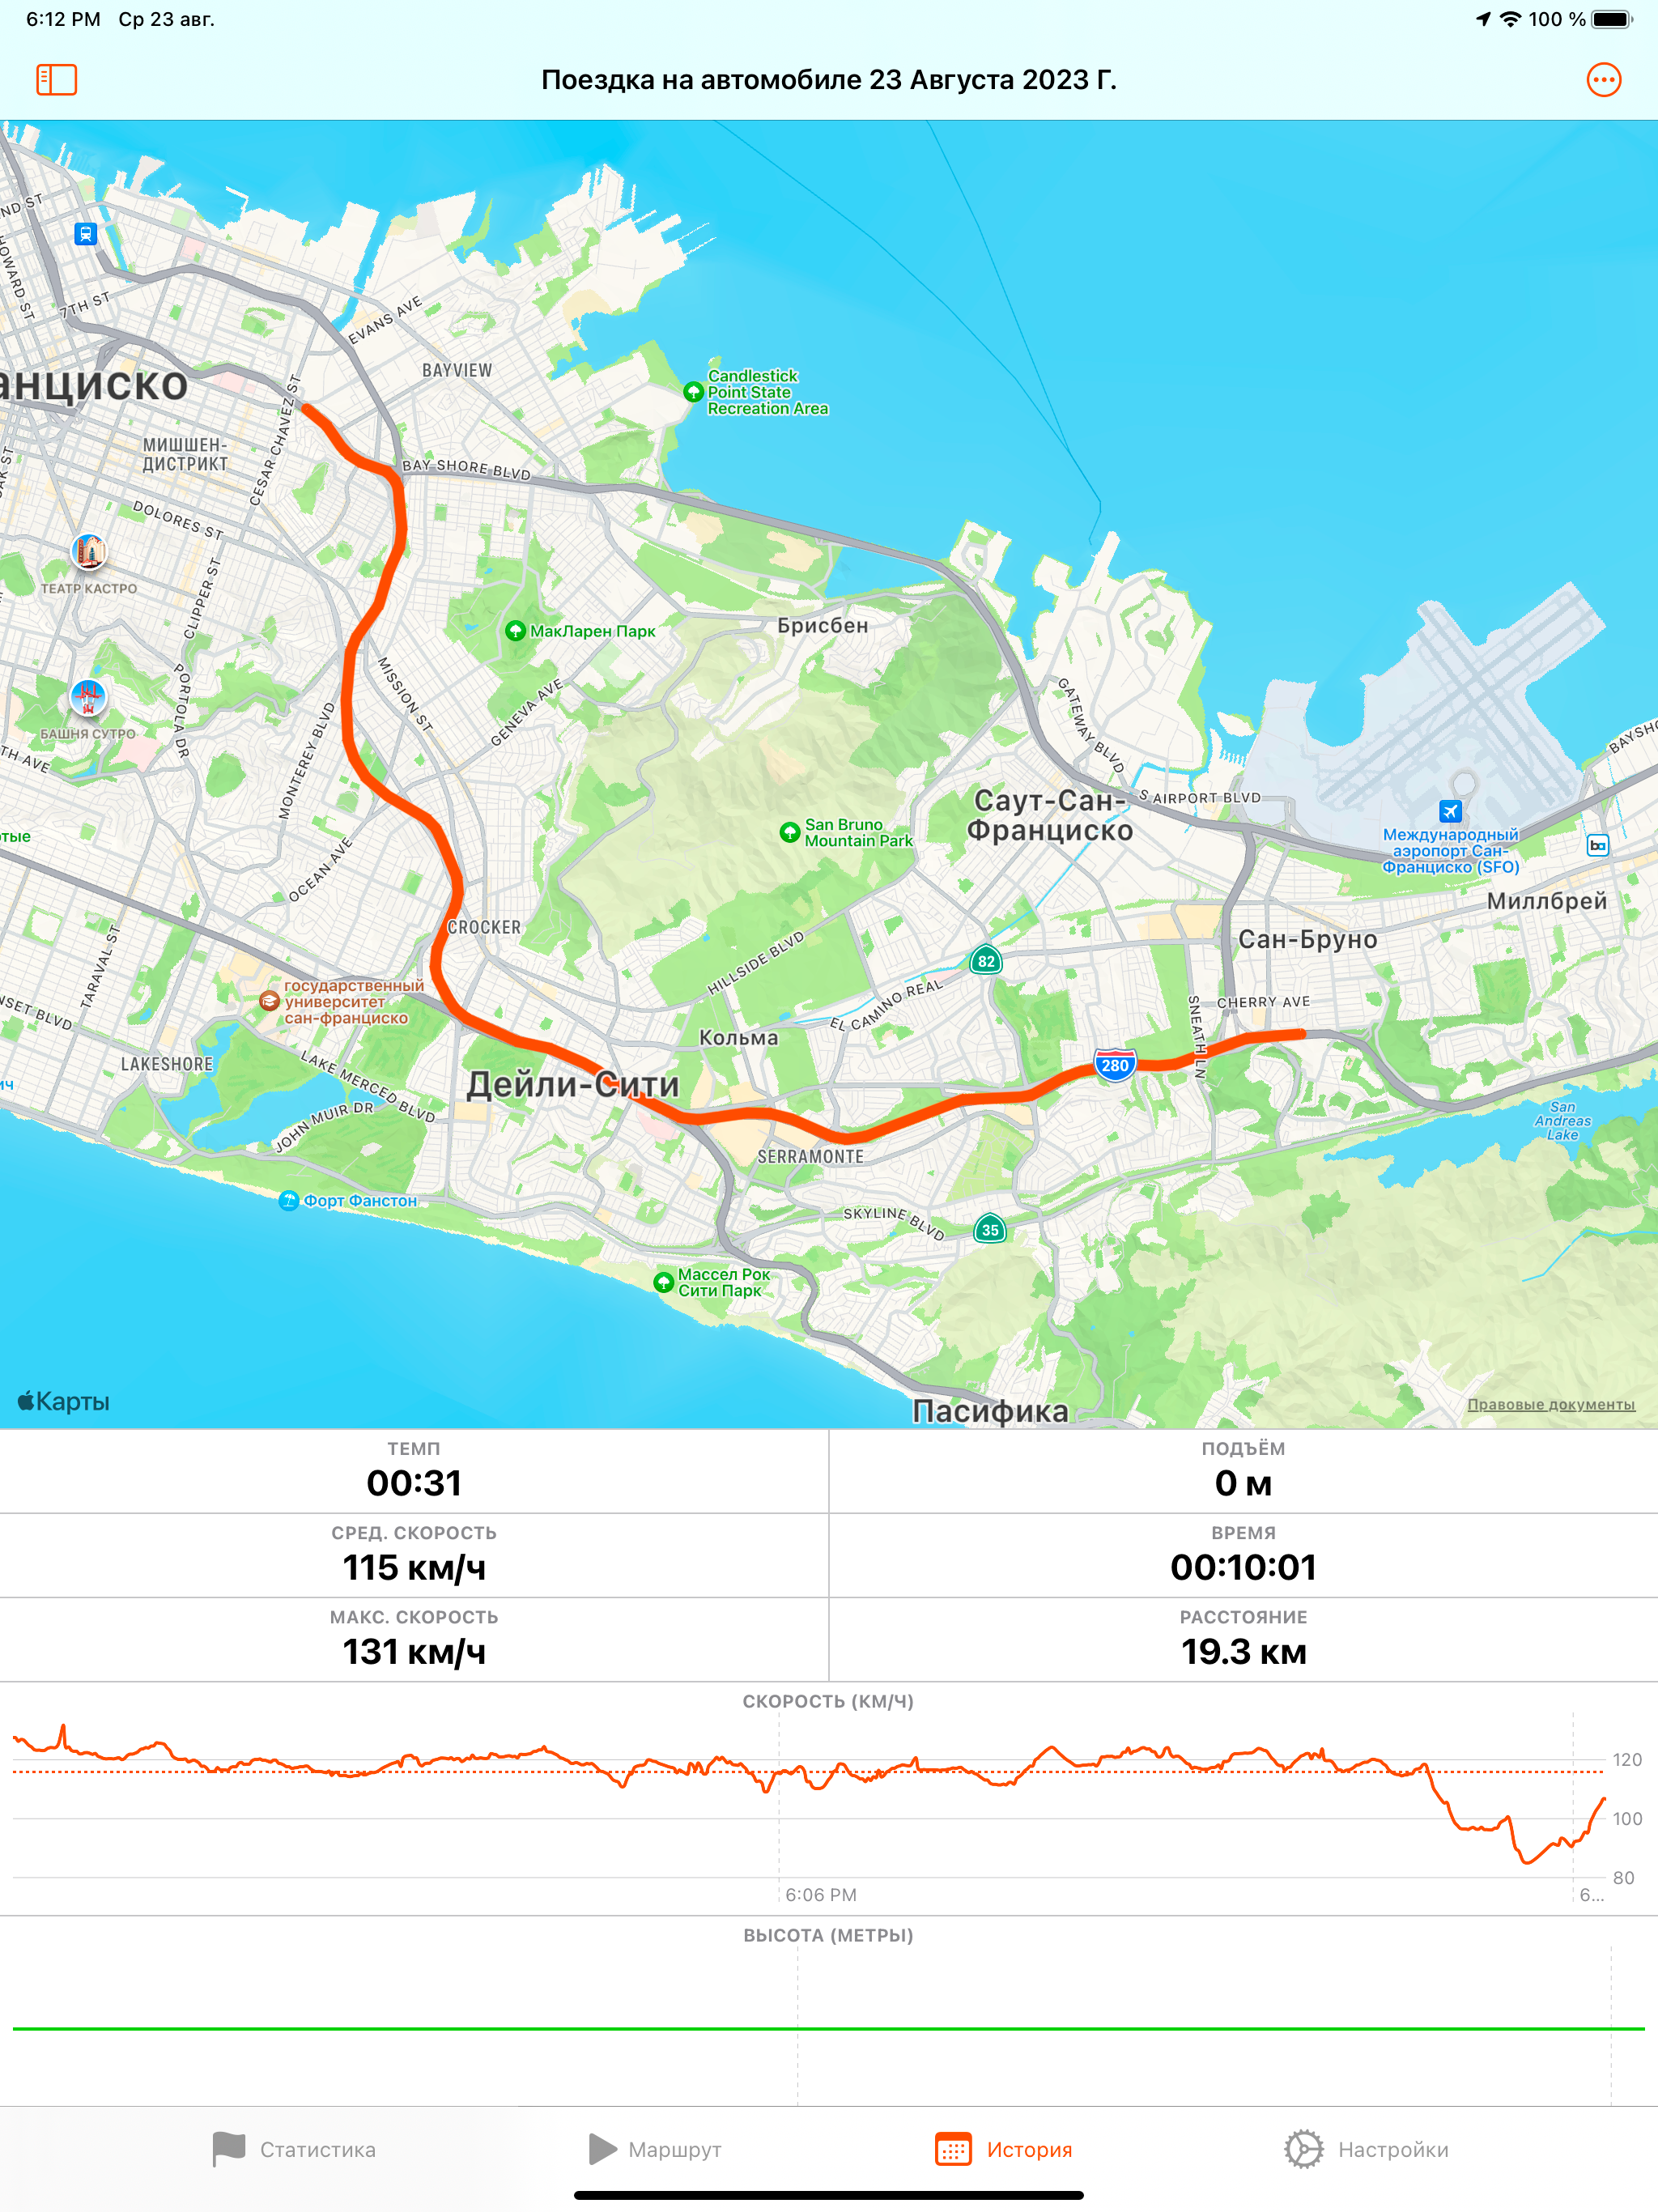 6:12 PM Ср 23 авг.
100 %
Поездка на автомобиле 23 Августа 2023 Г.
ND ST
HOWARD ST
7TH ST
EVANS AVE
BAYVIEW
Candlestick
Point State
Recreation Area
анциско
CESAR CHAVEZ ST
МИШШЕН-
ДИСТРИКТ
BAY SHORE BLVD
DOLORES ST
ТЕАТР КАСТРО
CLIPPER ST
МакЛарен Парк
Брисбен
MISSION ST
GENEVA AVE
PORTOLA DR
БАШНЯ СУТРО
TH AVE
MONTEREY BLVD
GATEWAY BLVD
BAYSHO
S AIRPORT BLVD
Саут-Сан-
Франциско
San Bruno
Mountain Park
Международный
аэропорт Сан-
Франциско (SFO)
ba
Миллбрей
OCEAN AVE
CROCKER
Сан-Бруно
TARAVAL ST
HILLSIDE BLVD
82
государственный
университет
сан-франциско
NSET BLVD
EL CAMINO REAL
SNEATH LN
CHERRY AVE
Кольма
LAKESHORE
LAKE MERCED BLVD
280
Дейли-Сити
JOHN MUIR DR
San
Andreas
Lake
SERRAMONTE
Форт Фанстон
SKYLINE BLVD
35
Массел Рок
Сити Парк
Карты
Правовые документы
Пасифика
ТЕМП
00:31
ПОДЪЁМ
0 м
СРЕД. СКОРОСТЬ
115 км/ч
ВРЕМЯ
00:10:01
МАКС. СКОРОСТЬ
131 км/ч
РАССТОЯНИЕ
19.3 км
СКОРОСТЬ (КМ/Ч)
120
100
80
6:06 PM
6...
ВЫСОТА (МЕТРЫ)
Статистика
Маршрут
История
Настройки